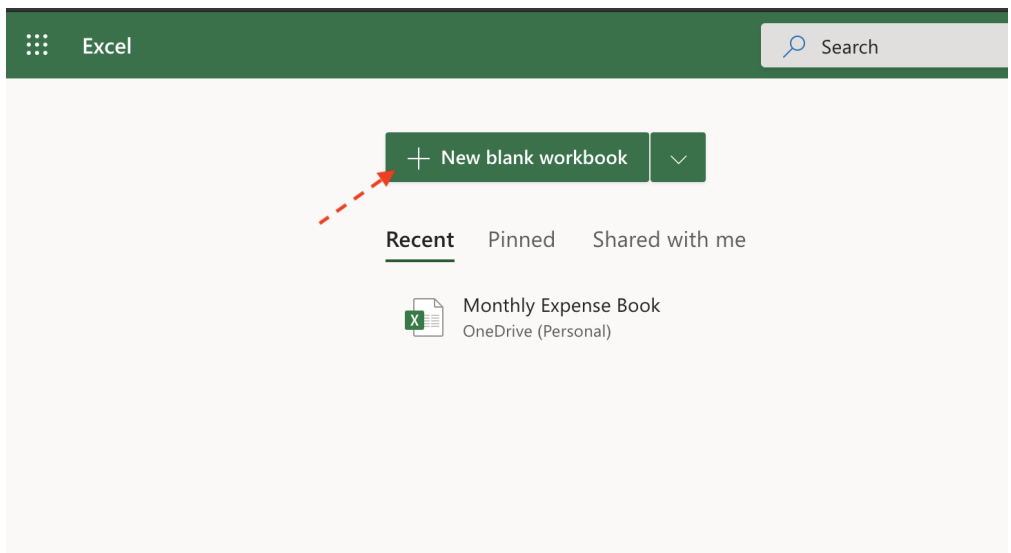 Excel
Search
New blank workbook
Recent Pinned Shared with me
Monthly Expense Book
OneDrive (Personal)